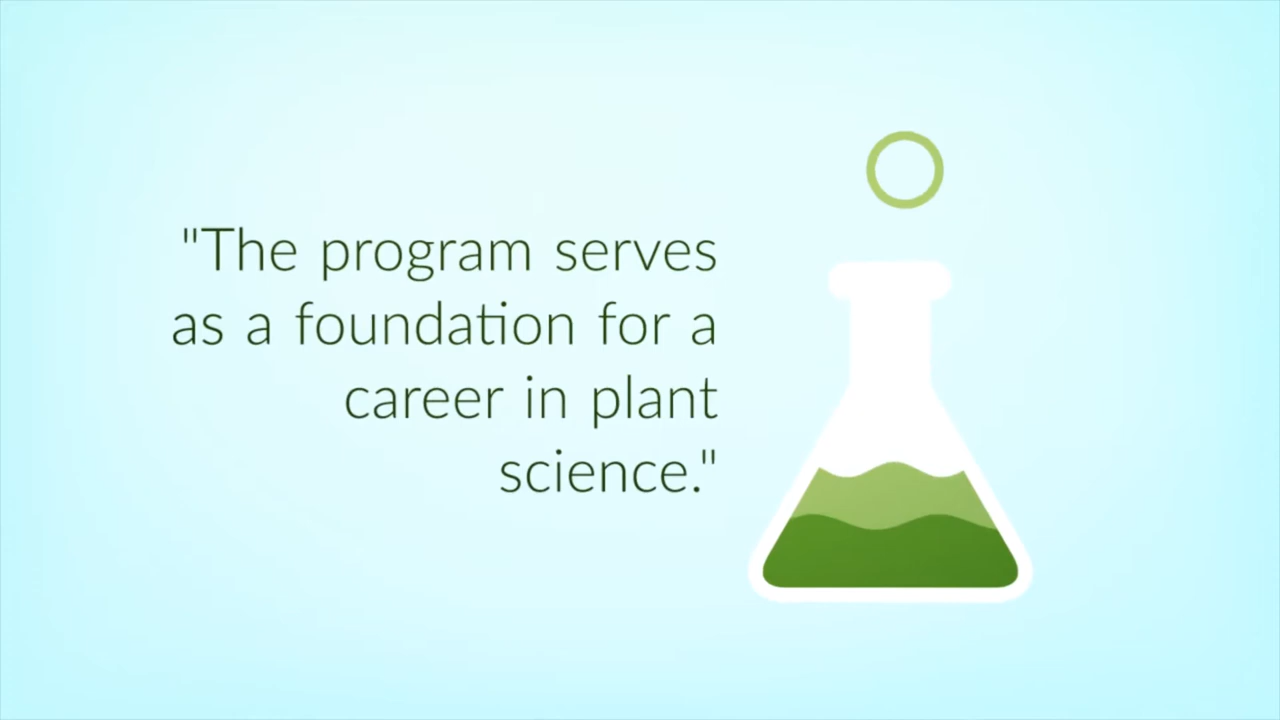 "The program serves
as a foundation for a
career in plant
science."